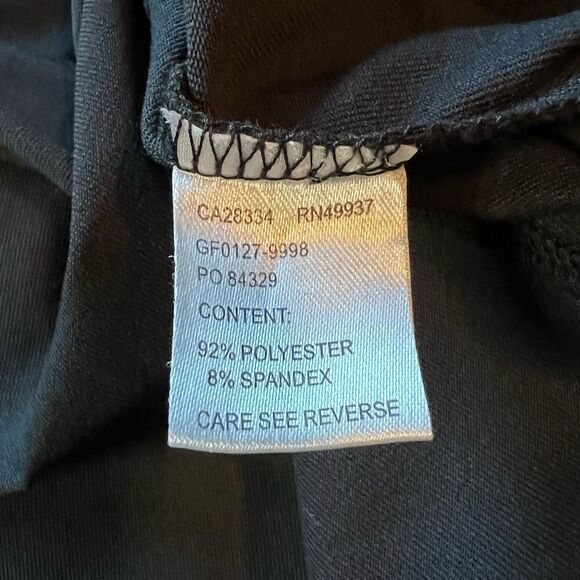 CA28334 RN49937
GF0127-9998
PO 84329
CONTENT:
92% POLYESTER
8% SPANDEX
CARE SEE REVERSE